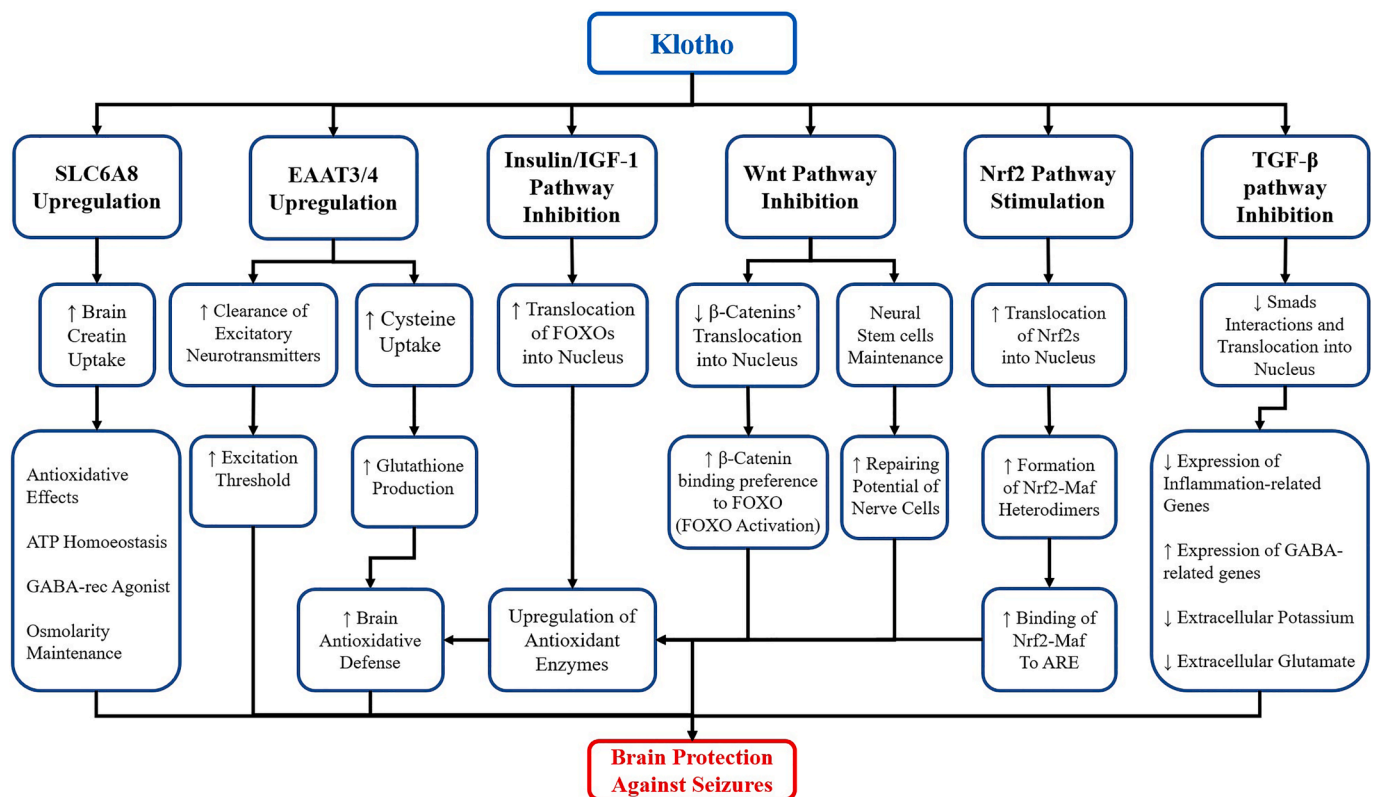 Klotho
SLC6A8
Upregulation
EAAT3/4
Upregulation
Insulin/IGF-1
Pathway
Inhibition
Wnt Pathway
Inhibition
Nrf2 Pathway
Stimulation
TGF-β
pathway
Inhibition
↑ Brain
Creatin
Uptake
↑ Clearance of
Excitatory
Neurotransmitters
↑ Cysteine
Uptake
↑ Translocation
of FOXOs
into Nucleus
↓ β-Catenins’
Translocation
into Nucleus
Neural
Stem cells
Maintenance
↑ Translocation
of Nrf2s
into Nucleus
↓ Smads
Interactions and
Translocation into
Nucleus
Antioxidative
Effects
ATP Homoeostasis
GABA-rec Agonist
Osmolarity
Maintenance
↑ Excitation
Threshold
↑ Glutathione
Production
↑ β-Catenin
binding preference
to FOXO
(FOXO Activation)
↑ Repairing
Potential of
Nerve Cells
↑ Formation
of Nrf2-Maf
Heterodimers
↓ Expression of
Inflammation-related
Genes
↑ Expression of GABA-
related genes
↓ Extracellular Potassium
↓ Extracellular Glutamate
↑ Brain
Antioxidative
Defense
Upregulation of
Antioxidant
Enzymes
↑ Binding of
Nrf2-Maf
To ARE
Brain Protection
Against Seizures